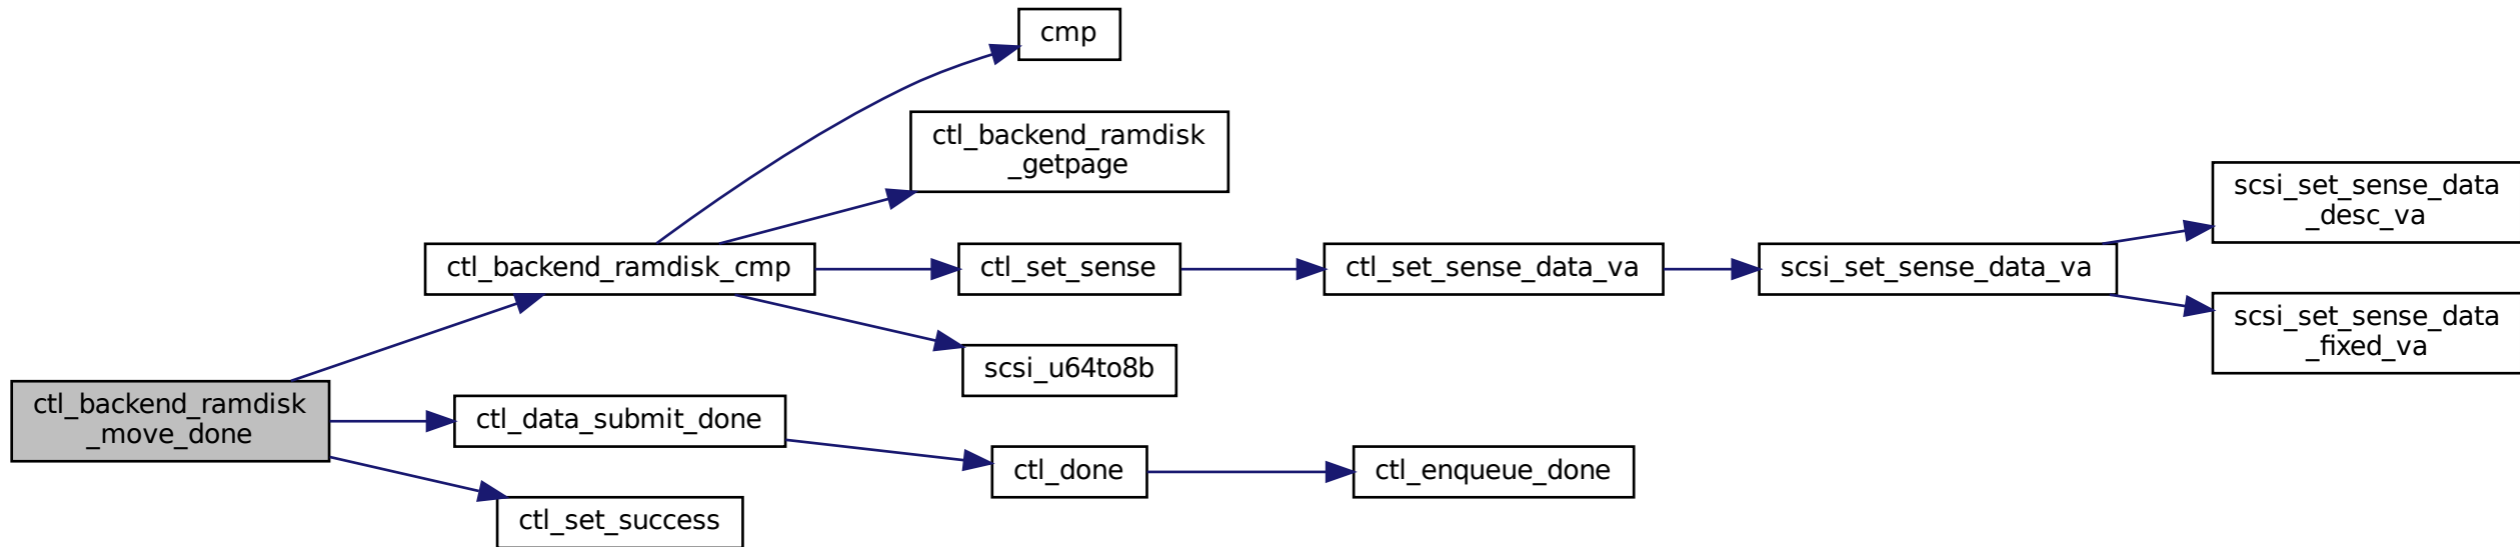 cmp
ctl_backend_ramdisk
_getpage
scsi_set_sense_data
_desc_va
ctl_backend_ramdisk_cmp
ctl_set_sense
ctl_set_sense_data_va
scsi_set_sense_data_va
scsi_set_sense_data
_fixed_va
scsi_u64to8b
ctl_backend_ramdisk
_move_done
ctl_data_submit_done
ctl_done
ctl_enqueue_done
ctl_set_success